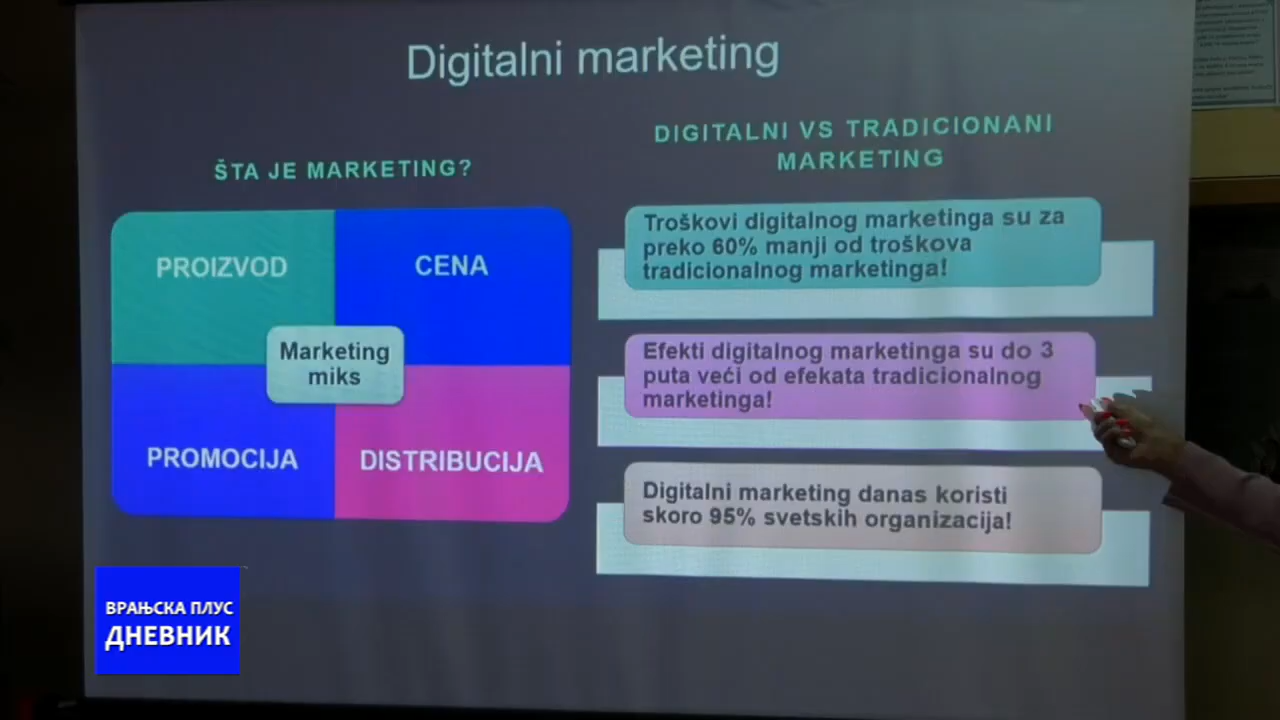 Digitalni marketing
ŠTA JE MARKETING?
PROIZVOD
CENA
Marketing
miks
PROMOCIJA
DISTRIBUCIJA
DIGITALNI VS TRADICIONANI
MARKETING
Troškovi digitalnog marketinga su za
preko 60% manji od troškova
tradicionalnog marketinga!
Efekti digitalnog marketinga su do 3
puta veći od efekata tradicionalnog
marketinga!
Digitalni marketing danas koristi
skoro 95% svetskih organizacija!
ВРАЊСКА ПЛУС
ДНЕВНИК